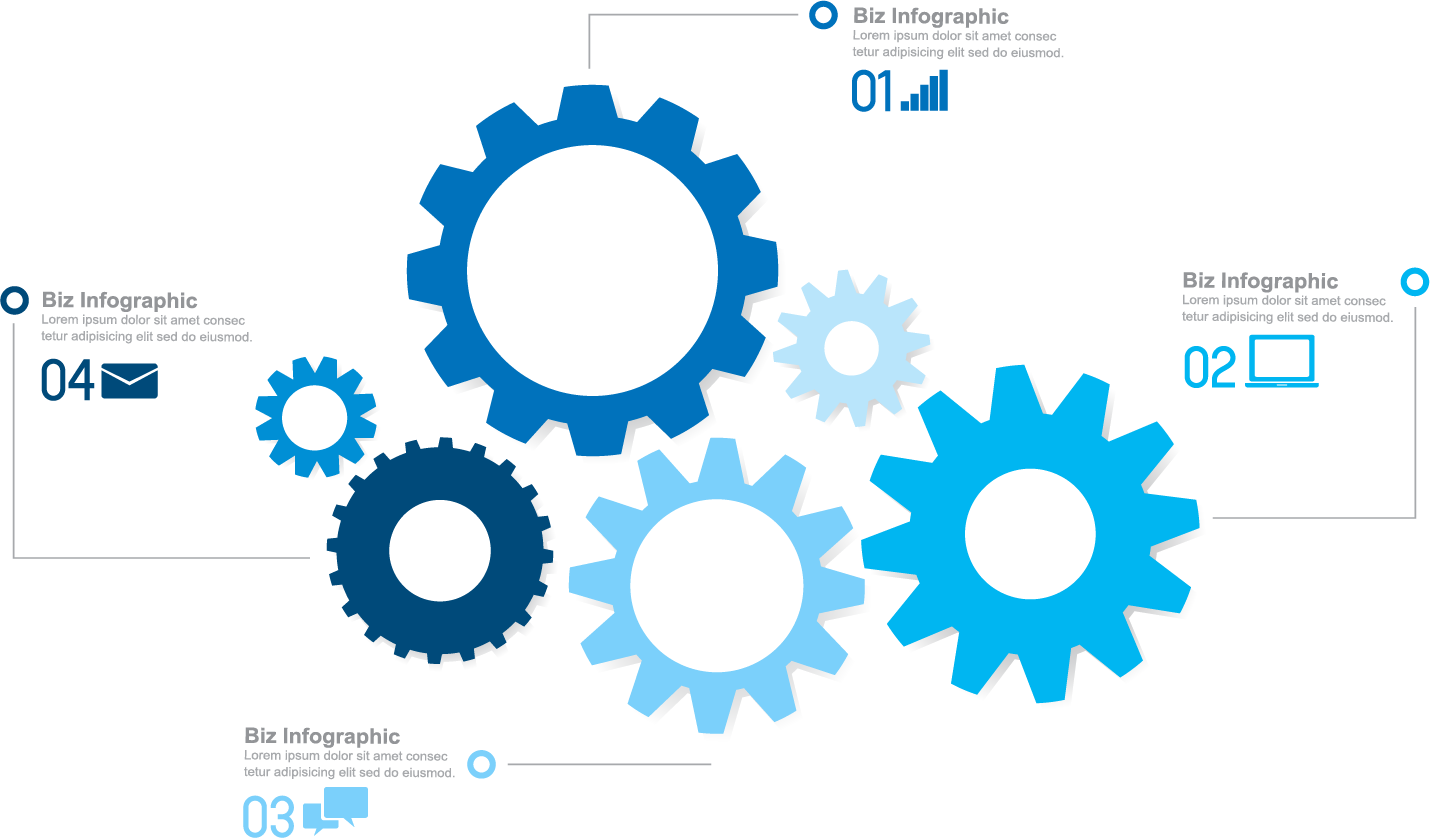 Biz Infographic
Lorem ipsum dolor sit amet consec
tetur adipisicing elit sed do eiusmod.
01
Biz Infographic
Lorem ipsum dolor sit amet consec
tetur adipisicing elit sed do eiusmod.
02
Biz Infographic
Lorem ipsum dolor sit amet consec
tetur adipisicing elit sed do eiusmod.
04
Biz Infographic
Lorem ipsum dolor sit amet consec
tetur adipisicing elit sed do eiusmod.
03